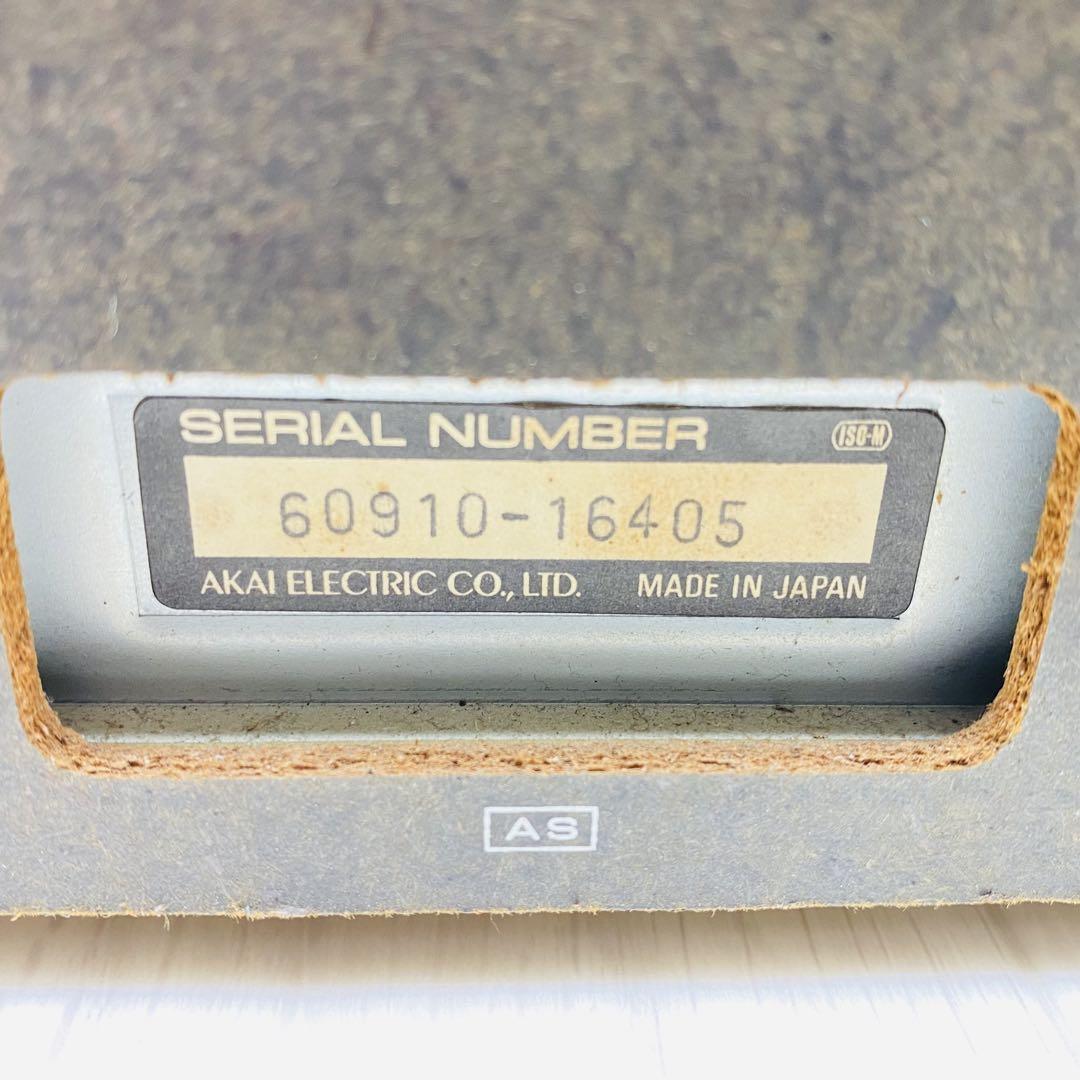 SERIAL NUMBER ISO-M
60910-16405
AKAI ELECTRIC CO., LTD. MADE IN JAPAN
AS